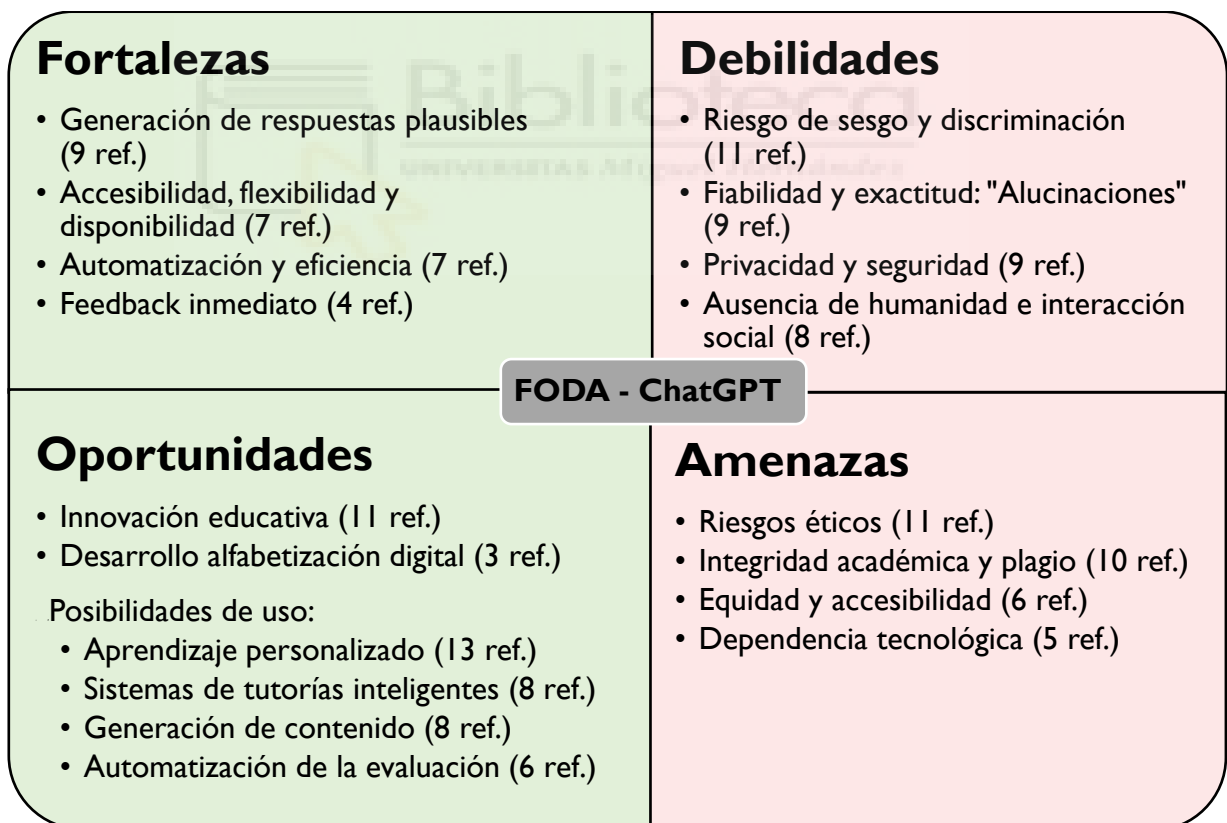 Fortalezas
• Generación de respuestas plausibles
(9 ref.)
• Accesibilidad, flexibilidad y
disponibilidad (7 ref.)
• Automatización y eficiencia (7 ref.)
• Feedback inmediato (4 ref.)
Debilidades
• Riesgo de sesgo y discriminación
(11 ref.)
• Fiabilidad y exactitud: "Alucinaciones"
(9 ref.)
• Privacidad y seguridad (9 ref.)
• Ausencia de humanidad e interacción
social (8 ref.)
FODA - ChatGPT
Oportunidades
• Innovación educativa (11 ref.)
• Desarrollo alfabetización digital (3 ref.)
Posibilidades de uso:
• Aprendizaje personalizado (13 ref.)
• Sistemas de tutorías inteligentes (8 ref.)
• Generación de contenido (8 ref.)
• Automatización de la evaluación (6 ref.)
Amenazas
• Riesgos éticos (11 ref.)
• Integridad académica y plagio (10 ref.)
• Equidad y accesibilidad (6 ref.)
• Dependencia tecnológica (5 ref.)
Biblioteca
UNIVERSITAS Miguel Hernández